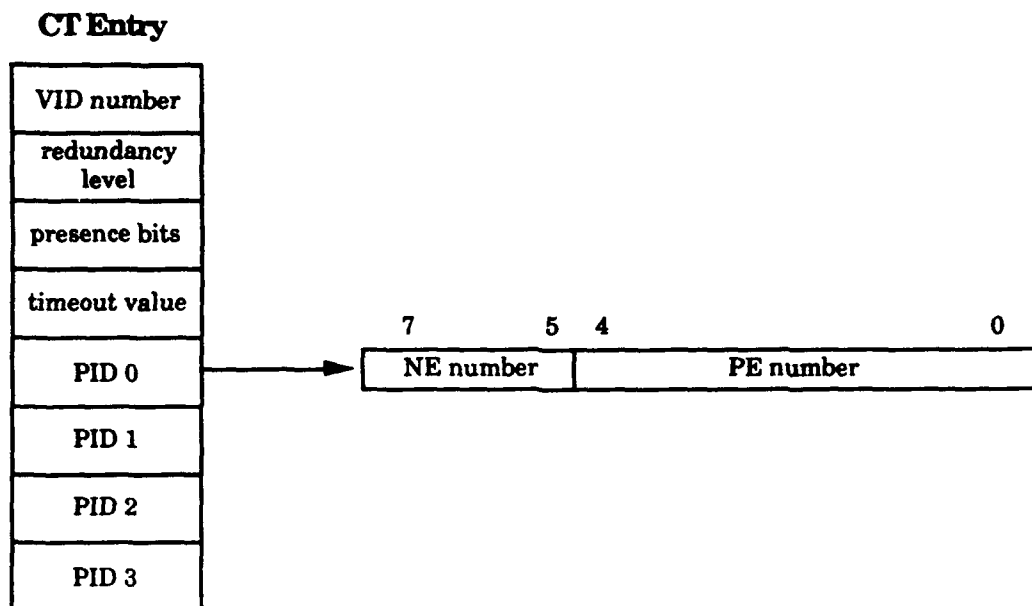 CT Entry
VID number
redundancy
level
presence bits
timeout value
7 5 4 0
PID 0
NE number PE number
PID 1
PID 2
PID 3